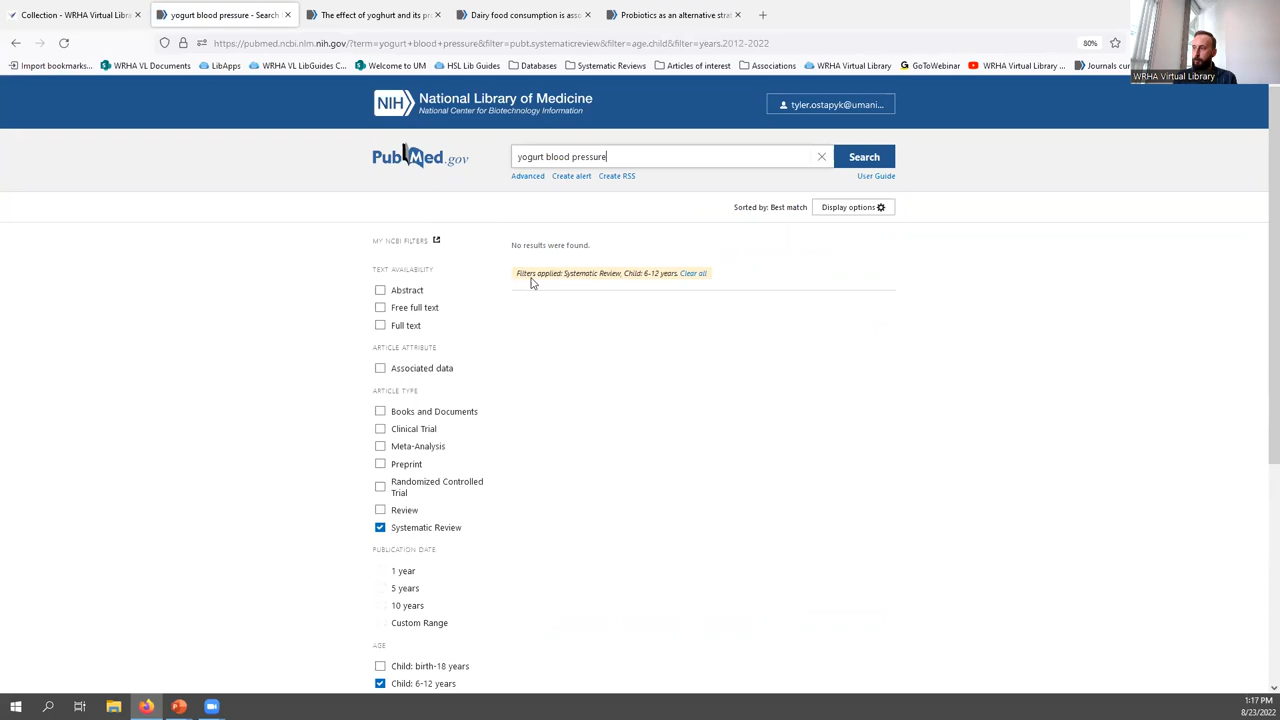 Collection - WRHA Virtual Libra
yogurt blood pressure - Search
The effect of yoghurt and its pr
Dairy food consumption is asso
Probiotics as an alternative stra
https://pubmed.ncbi.nlm.nih.gov/?term=yogurt+blood+pressure&filter=pubt.systematicreview&filter=age.child&filter=years.2012-2022
80%
Import bookmarks...
WRHA VL Documents
LibApps
WRHA VL LibGuides C...
Welcome to UM
HSL Lib Guides
Databases
Systematic Reviews
Articles of interest
Associations
WRHA Virtual Library
GoToWebinar
WRHA Virtual Library ...
Journals cur
WRHA Virtual Library
NIH National Library of Medicine
National Center for Biotechnology Information
tyler.ostapyk@umani...
PubMed.gov
yogurt blood pressure
Search
Advanced Create alert Create RSS
User Guide
Sorted by: Best match
Display options
MY NCBI FILTERS
No results were found.
Filters applied: Systematic Review, Child: 6-12 years. Clear all
TEXT AVAILABILITY
Abstract
Free full text
Full text
ARTICLE ATTRIBUTE
Associated data
ARTICLE TYPE
Books and Documents
Clinical Trial
Meta-Analysis
Preprint
Randomized Controlled
Trial
Review
Systematic Review
PUBLICATION DATE
1 year
5 years
10 years
Custom Range
AGE
Child: birth-18 years
Child: 6-12 years
1:17 PM
8/23/2022